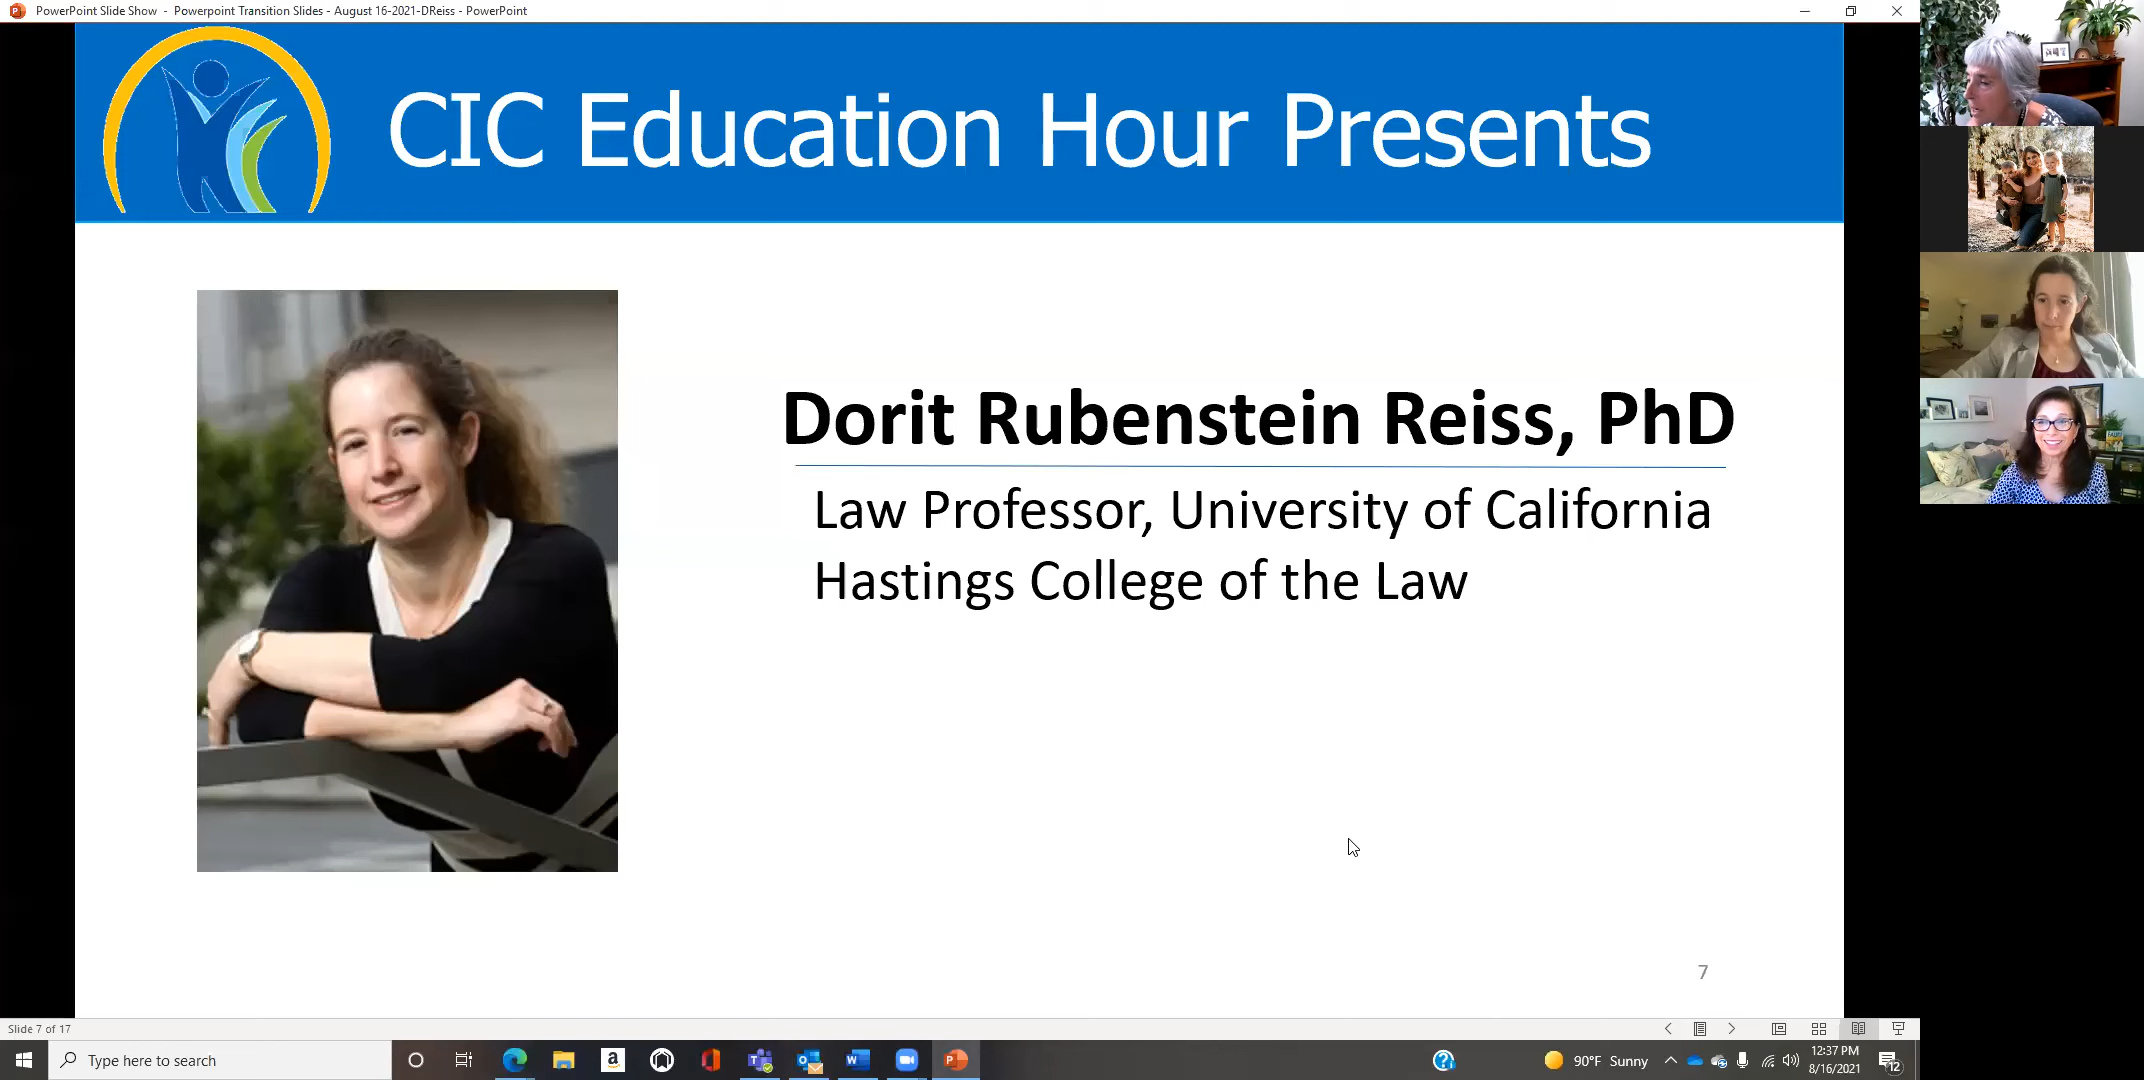 PowerPoint Slide Show - Powerpoint Transition Slides - August 16-2021-DReiss - PowerPoint
CIC Education Hour Presents
Dorit Rubenstein Reiss, PhD
Law Professor, University of California
Hastings College of the Law
7
Slide 7 of 17
Type here to search
90°F Sunny
12:37 PM
8/16/2021
12